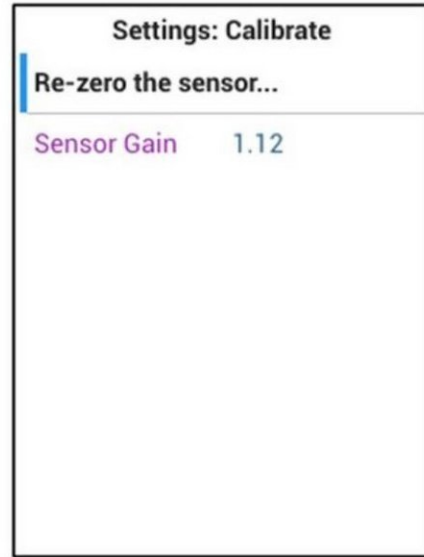 Settings: Calibrate
Re-zero the sensor...
Sensor Gain 1.12